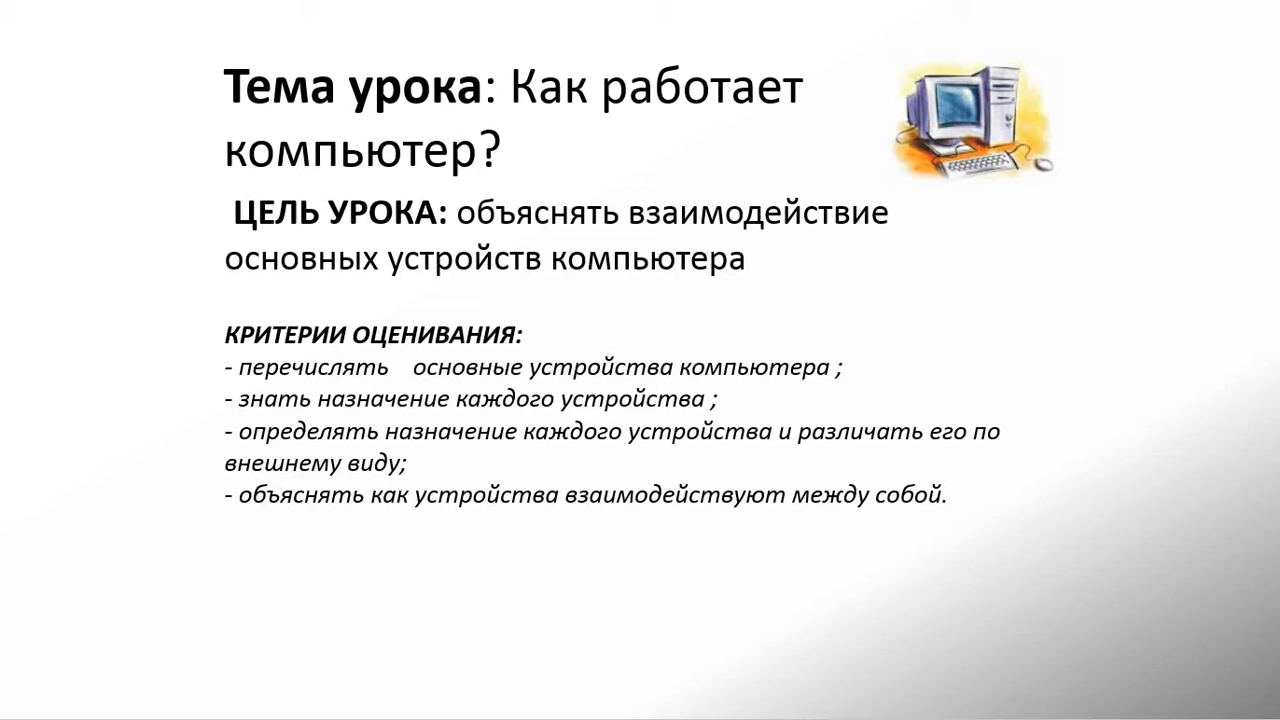 Тема урока: Как работает
компьютер?
ЦЕЛЬ УРОКА: объяснять взаимодействие
основных устройств компьютера
КРИТЕРИИ ОЦЕНИВАНИЯ:
- перечислять основные устройства компьютера ;
- знать назначение каждого устройства ;
- определять назначение каждого устройства и различать его по
внешнему виду;
- объяснять как устройства взаимодействуют между собой.